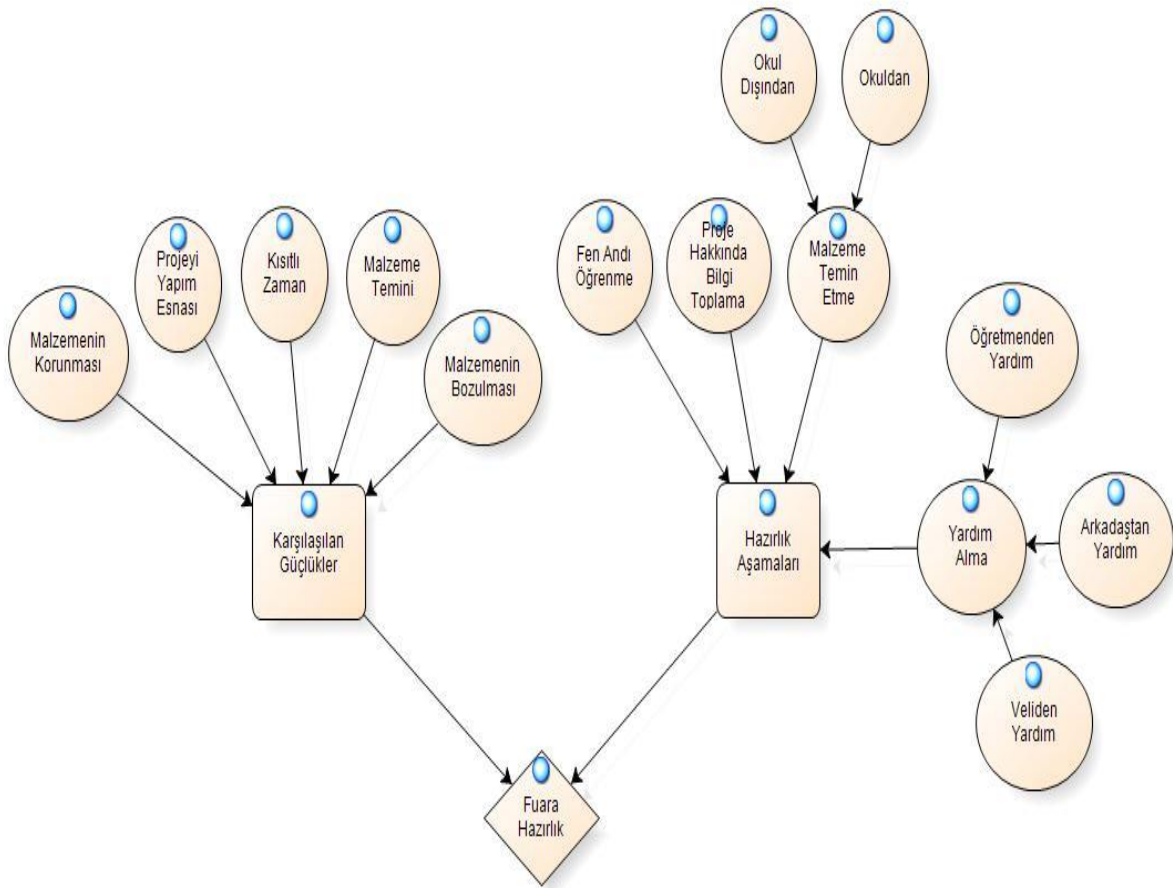 Okul
Dışından
Okuldan
Projeyi
Yapım
Esnası
Kısıtlı
Zaman
Malzeme
Temini
Fen Andı
Öğrenme
Proje
Hakkında
Bilgi
Toplama
Malzeme
Temin
Etme
Malzemenin
Korunması
Malzemenin
Bozulması
Öğretmenden
Yardım
Karşılaşılan
Güçlükler
Hazırlık
Aşamaları
Yardım
Alma
Arkadaştan
Yardım
Veliden
Yardım
Fuara
Hazırlık